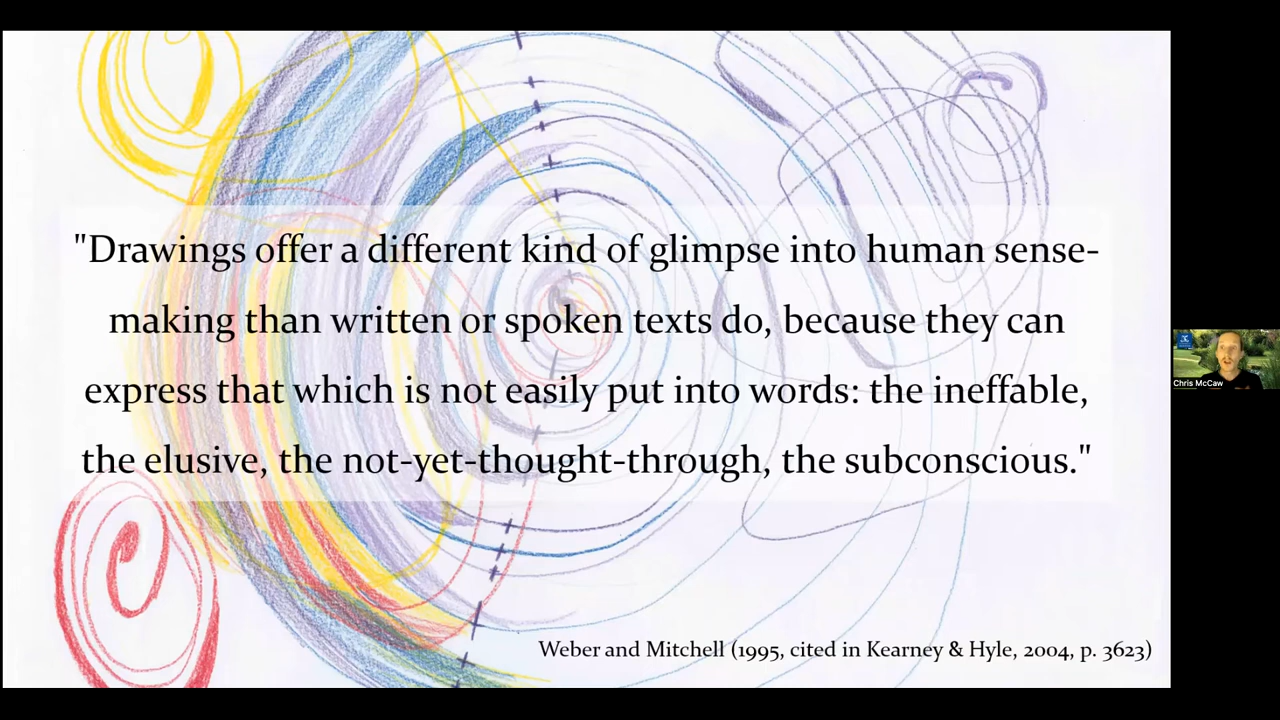 "Drawings offer a different kind of glimpse into human sense-
making than written or spoken texts do, because they can
express that which is not easily put into words: the ineffable,
the elusive, the not-yet-thought-through, the subconscious."
Weber and Mitchell (1995, cited in Kearney & Hyle, 2004, p. 3623)
Chris McCaw